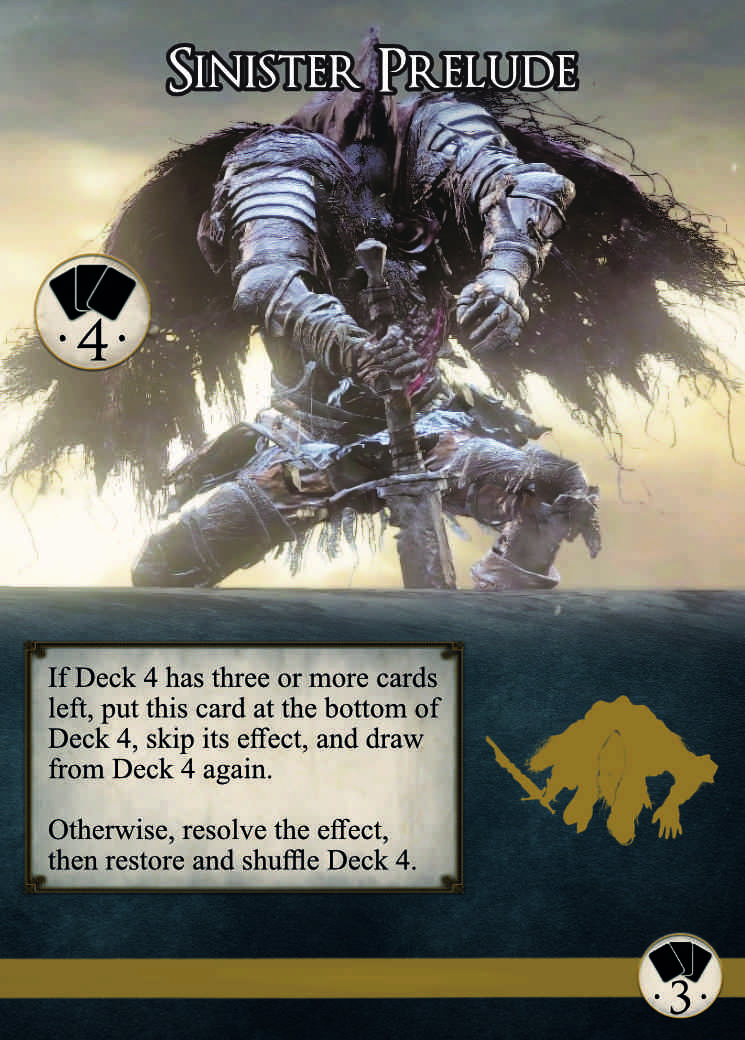 Sinister Prelude
· 4 ·
If Deck 4 has three or more cards
left, put this card at the bottom of
Deck 4, skip its effect, and draw
from Deck 4 again.
Otherwise, resolve the effect,
then restore and shuffle Deck 4.
· 3 ·